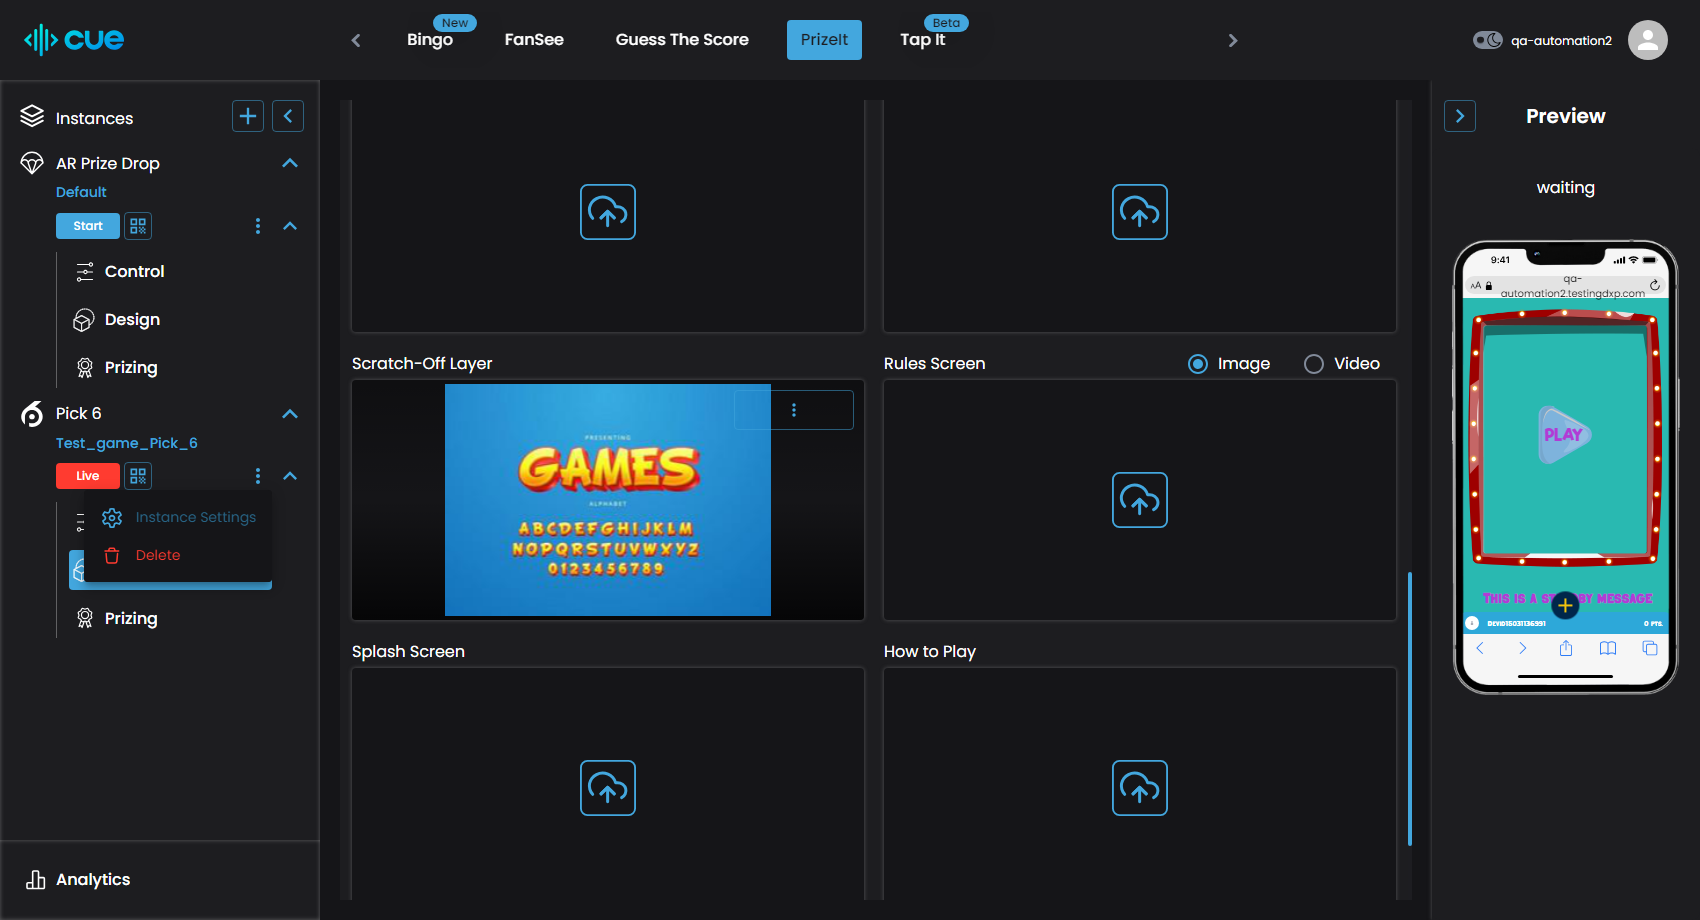 cue
New
Bingo
FanSee
Guess The Score
PrizeIt
Beta
Tap It
qa-automation2
Instances
AR Prize Drop
Default
Start
Control
Design
Prizing
Pick 6
Test_game_Pick_6
Live
Instance Settings
Delete
Prizing
Analytics
Scratch-Off Layer
PRESENTING
GAMES
ALPHABET
ABCDEFGHIJKLM
NOPQRSTUVWXYZ
0123456789
Rules Screen
Image
Video
Splash Screen
How to Play
Preview
waiting
9:41
AA
qa-
automation2.testingdxp.com
PLAY
THIS IS A ST BY MESSAGE
0 PTS.